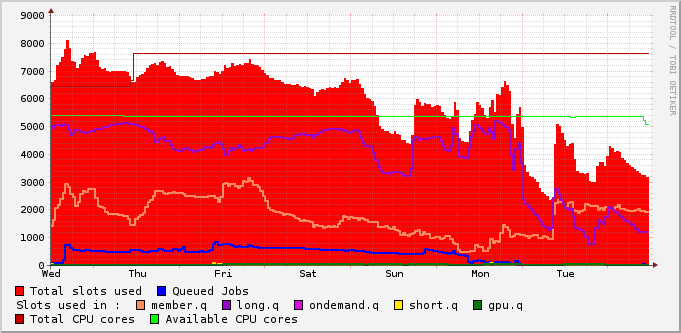 9000
8000
7000
6000
5000
4000
3000
2000
1000
0
Wed Thu Fri Sat Sun Mon Tue
RRDTOOL / TOBI OETIKER
Total slots used Queued Jobs
Slots used in : member.q long.q ondemand.q short.q gpu.q
Total CPU cores Available CPU cores